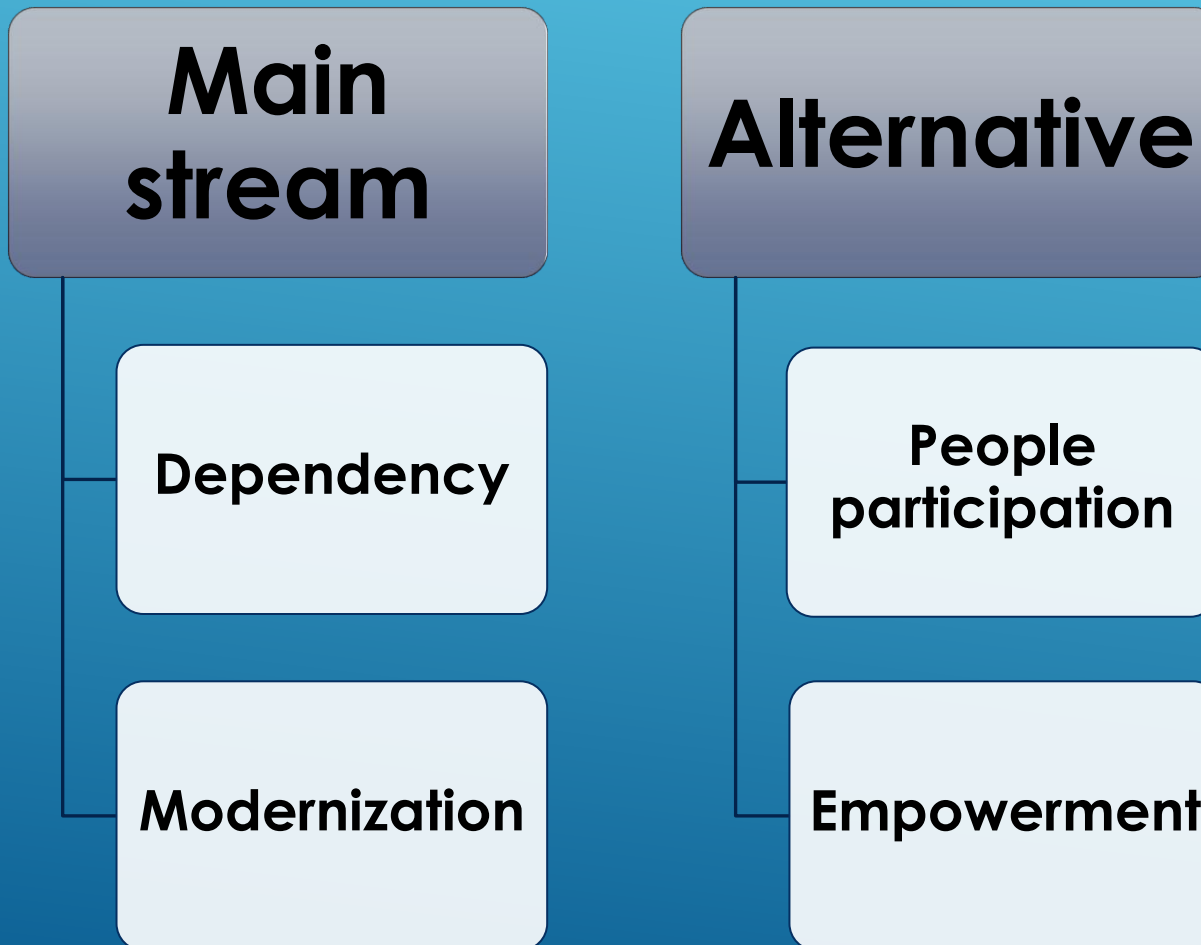 Main
stream
Dependency
Modernization
Alternative
People
participation
Empowerment